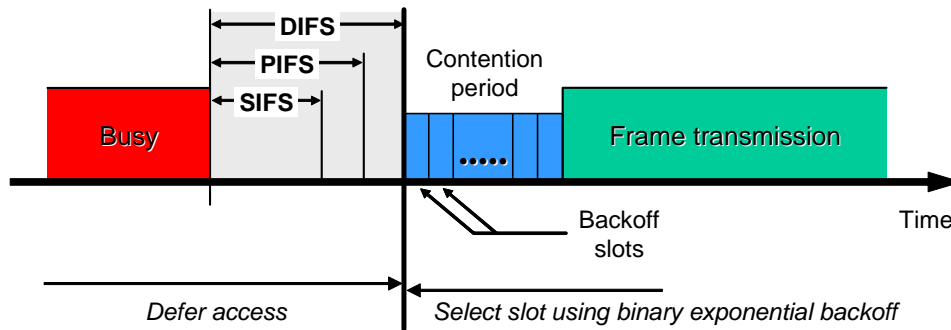 DIFS
PIFS
SIFS
Contention
period
Busy
.....
Frame transmission
Backoff
slots
Time
Defer access
Select slot using binary exponential backoff